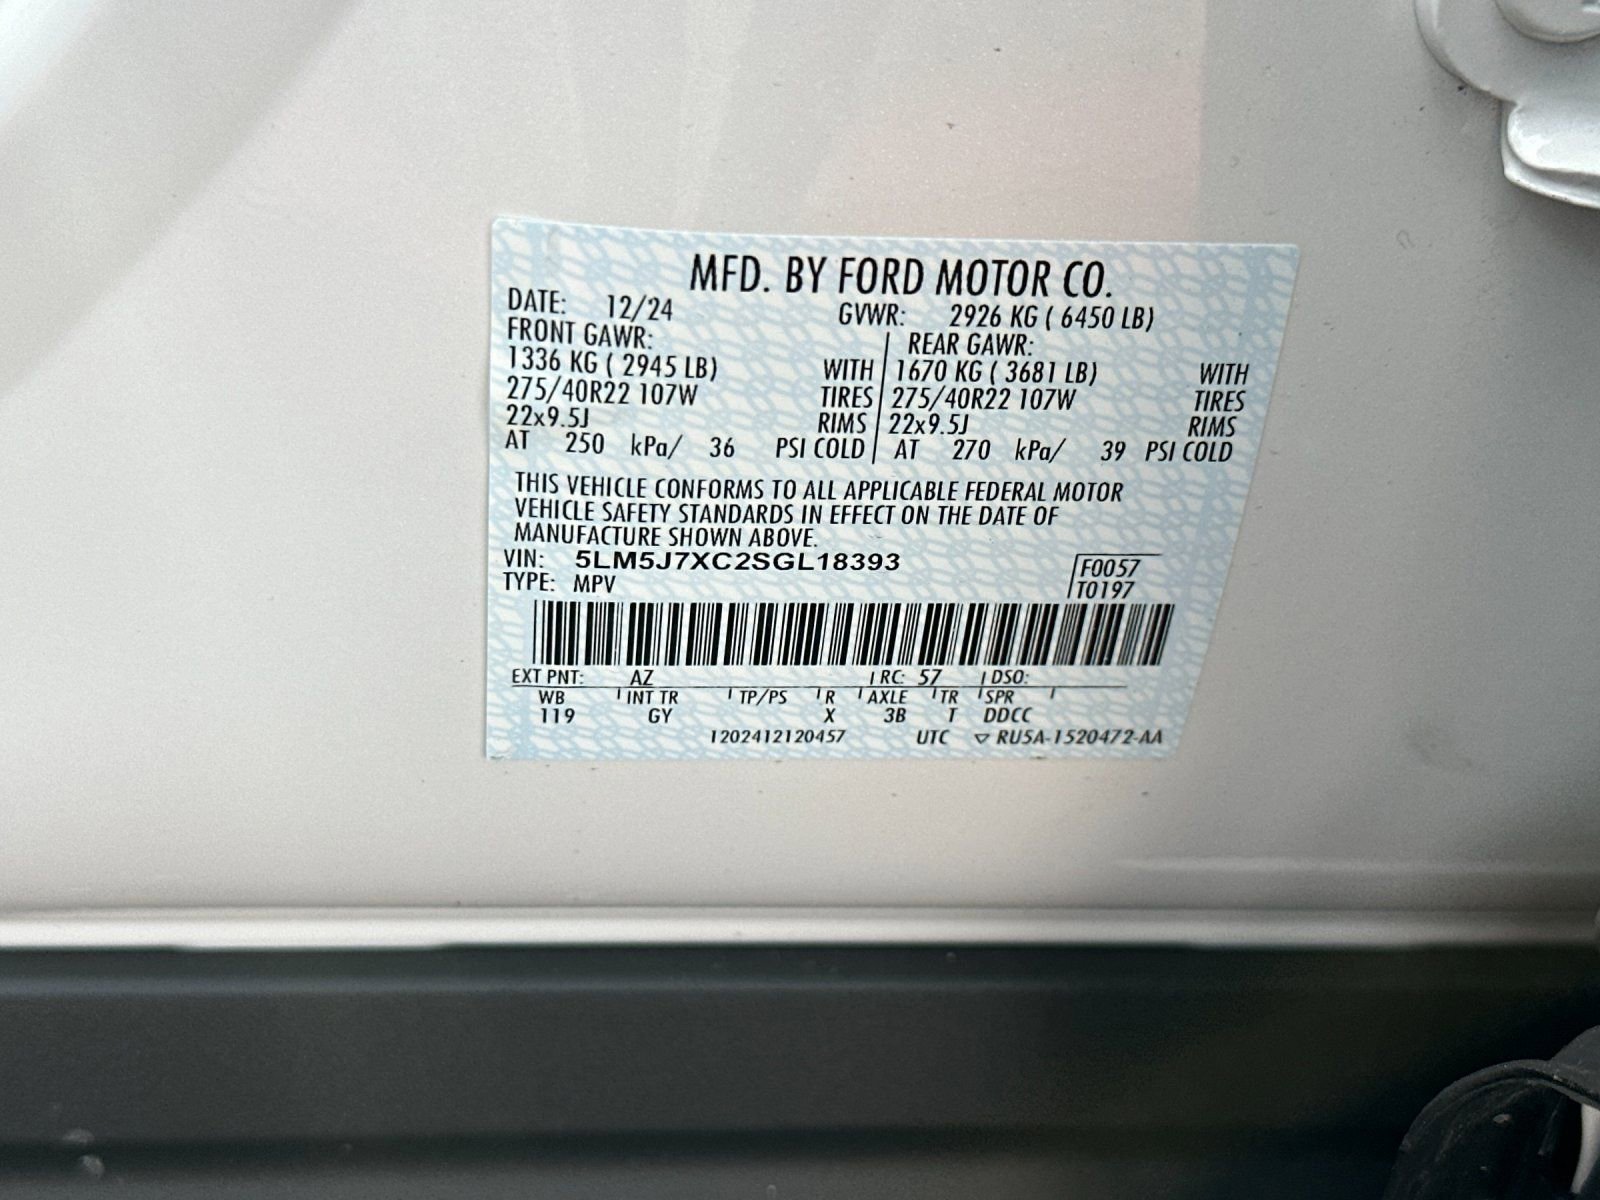 MFD. BY FORD MOTOR CO.
DATE: 12/24 GVWR: 2926 KG ( 6450 LB)
FRONT GAWR: REAR GAWR:
1336 KG ( 2945 LB) WITH 1670 KG ( 3681 LB) WITH
275/40R22 107W TIRES 275/40R22 107W TIRES
22x9.5J RIMS 22x9.5J RIMS
AT 250 kPa/ 36 PSI COLD AT 270 kPa/ 39 PSI COLD
THIS VEHICLE CONFORMS TO ALL APPLICABLE FEDERAL MOTOR
VEHICLE SAFETY STANDARDS IN EFFECT ON THE DATE OF
MANUFACTURE SHOWN ABOVE.
VIN: 5LM5J7XC2SGL18393 F0057
TYPE: MPV T0197
EXT PNT: AZ RC: 57 DSO:
WB INT TR TP/PS R AXLE TR SPR
119 GY X 3B T DDCC
1202412120457 UTC ▽ RU5A-1520472-AA